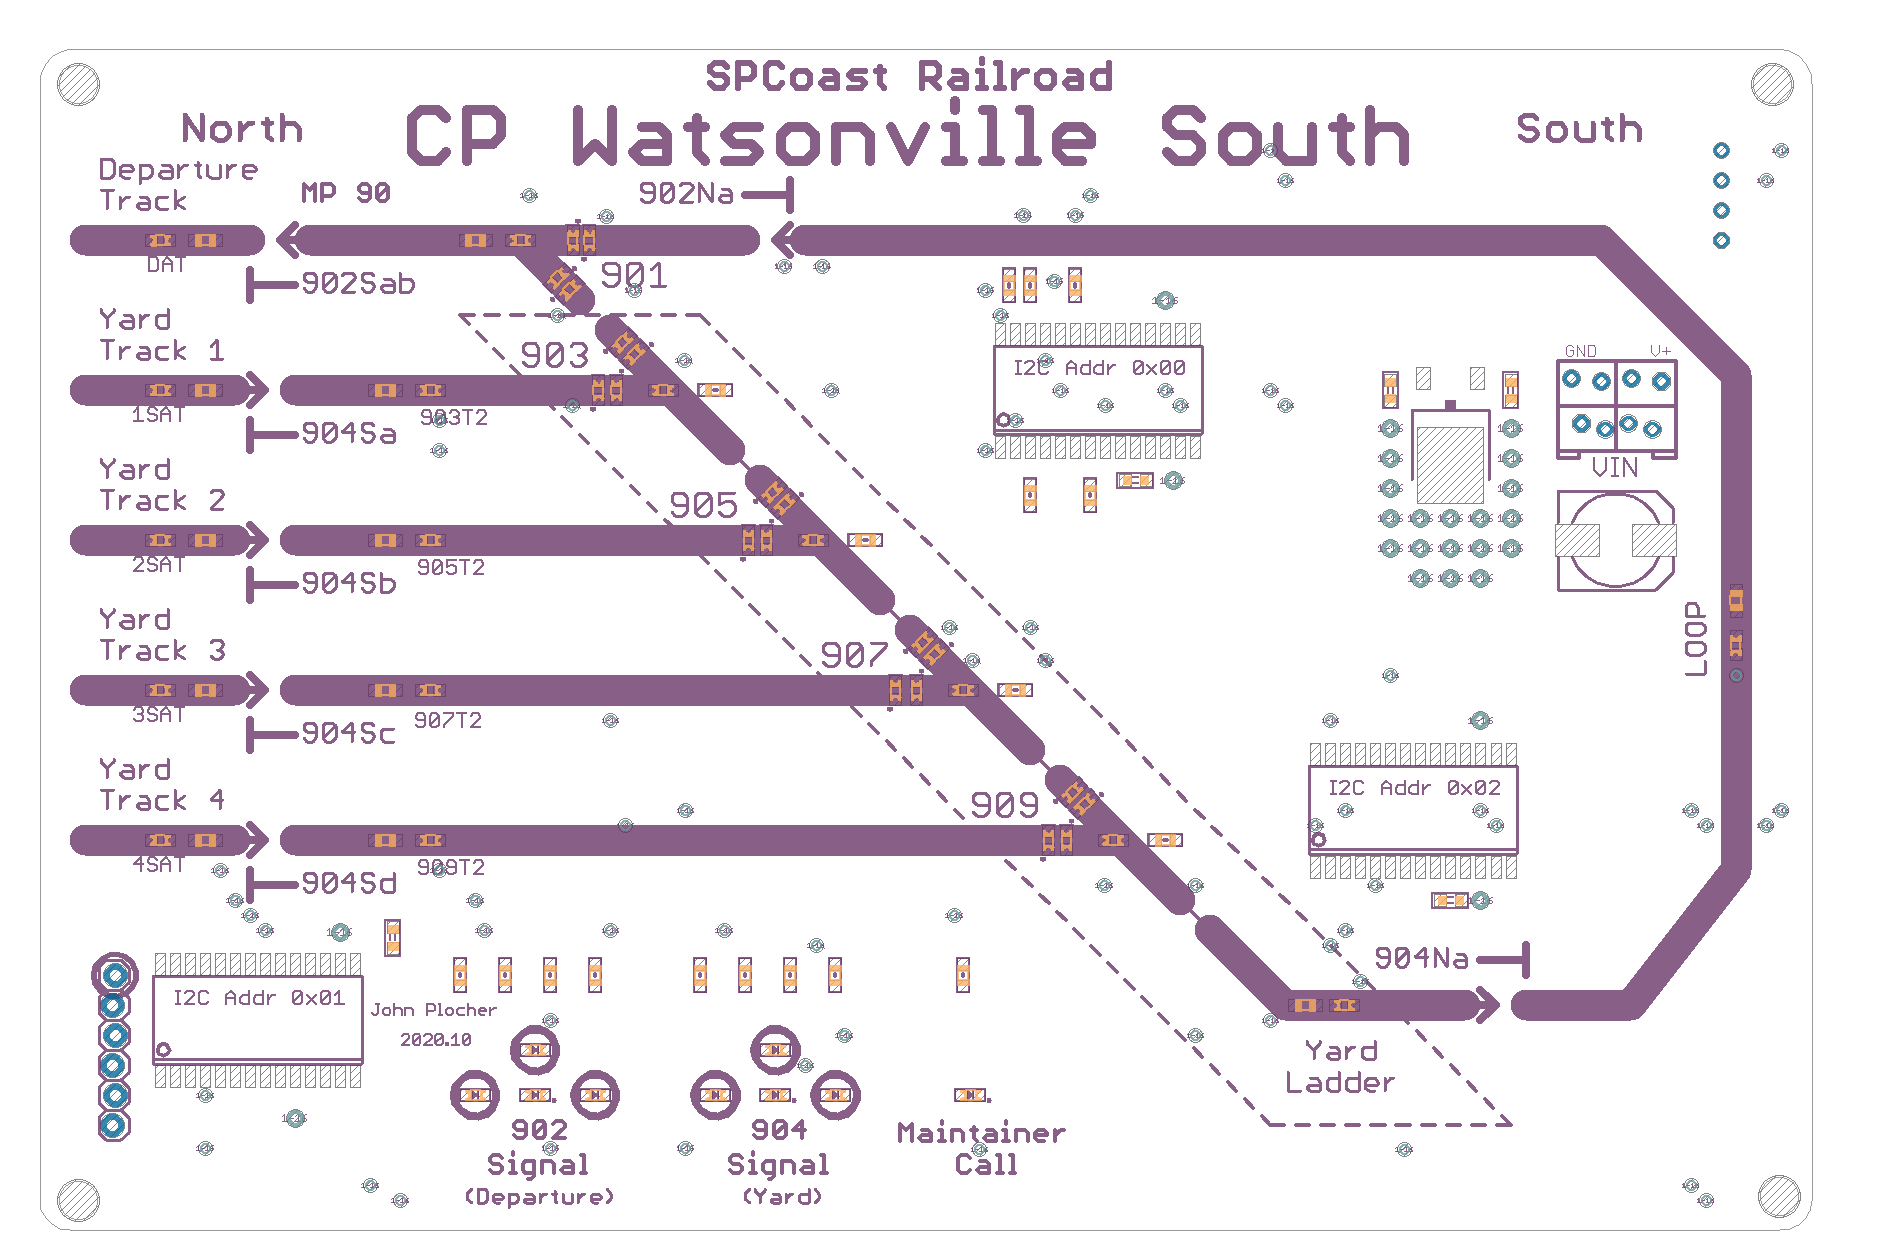 SPCoast Railroad
CP Watsonville South
North
South
Departure
Track
MP 90
902Na
DAT
901
902Sab
Yard
Track 1
903
I2C Addr 0x00
GND
V+
1SAT
903T2
904Sa
VIN
Yard
Track 2
905
2SAT
905T2
904Sb
LOOP
Yard
Track 3
907
3SAT
907T2
904Sc
Yard
Track 4
909
I2C Addr 0x02
4SAT
909T2
904Sd
904Na
I2C Addr 0x01
John Plocher
2020.10
Yard
Ladder
902
Signal
(Departure)
904
Signal
(Yard)
Maintainer
Call